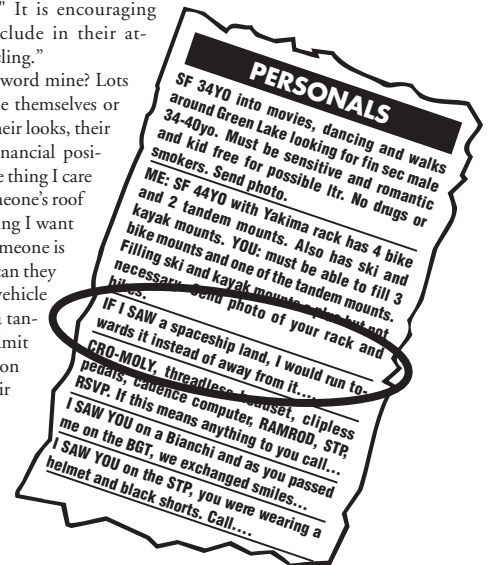 " It is encouraging
clude in their at-
eling.”
word mine? Lots
e themselves or
heir looks, their
nancial posi-
e thing I care
meone’s roof
ing I want
meone is
can they
vehicle
a tan-
mit
on
ir
PERSONALS
SF 34YO into movies, dancing and walks
around Green Lake looking for fin sec male
34-40yo. Must be sensitive and romantic
and kid free for possible ltr. No drugs or
smokers. Send photo.
ME: SF 44YO with Yakima rack has 4 bike
and 2 tandem mounts. Also has ski and
kayak mounts. YOU: must be able to fill 3
bike mounts and one of the tandem mounts.
Filling ski and kayak mounts a plus but not
necessary. Send photo of your rack and
bikes.
IF I SAW a spaceship land, I would run to-
wards it instead of away from it....
CRO-MOLY, threadless headset, clipless
pedals, cadence computer, RAMROD, STP,
RSVP. If this means anything to you call...
I SAW YOU on a Bianchi and as you passed
me on the BGT, we exchanged smiles...
I SAW YOU on the STP, you were wearing a
helmet and black shorts. Call....